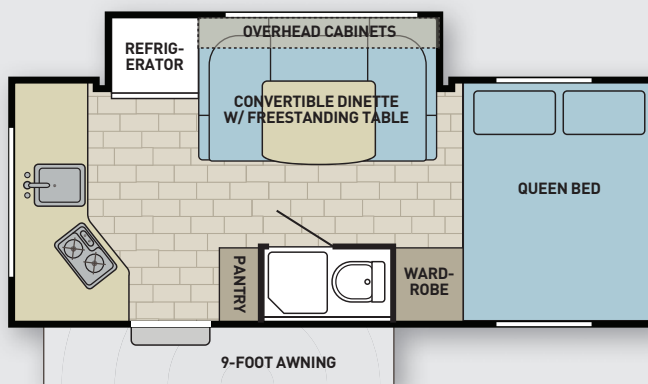 OVERHEAD CABINETS
REFRIG-
ERATOR
CONVERTIBLE DINETTE
W/ FREESTANDING TABLE
QUEEN BED
PANTRY
WARD-
ROBE
9-FOOT AWNING